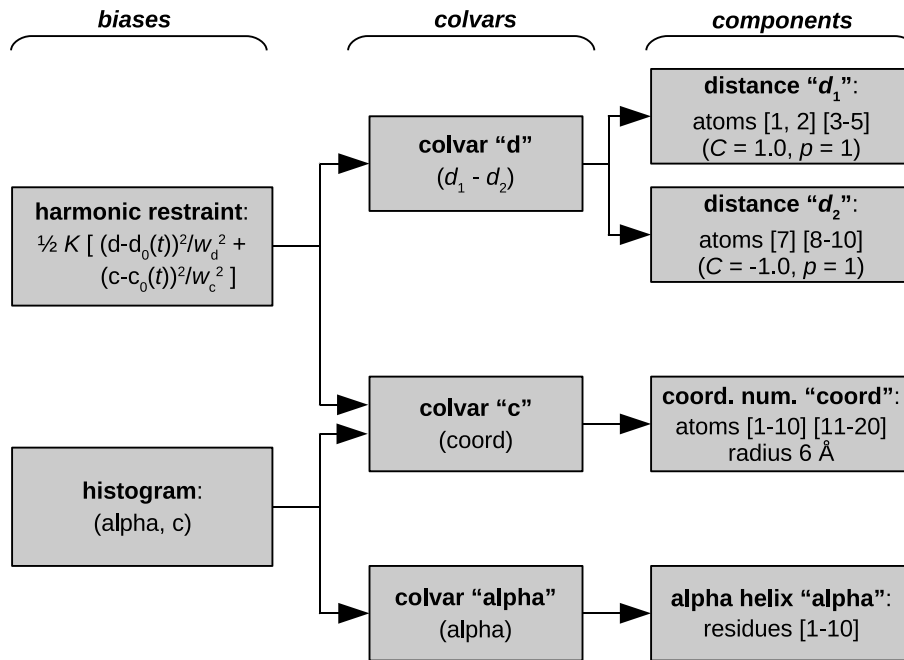 biases
colvars
components
harmonic restraint:
½ K [ (d-d₀(t))²/w_d² +
(c-c₀(t))²/w_c² ]
histogram:
(alpha, c)
colvar “d”
(d₁ - d₂)
colvar “c”
(coord)
colvar “alpha”
(alpha)
distance “d₁”:
atoms [1, 2] [3-5]
(C = 1.0, p = 1)
distance “d₂”:
atoms [7] [8-10]
(C = -1.0, p = 1)
coord. num. “coord”:
atoms [1-10] [11-20]
radius 6 Å
alpha helix “alpha”:
residues [1-10]